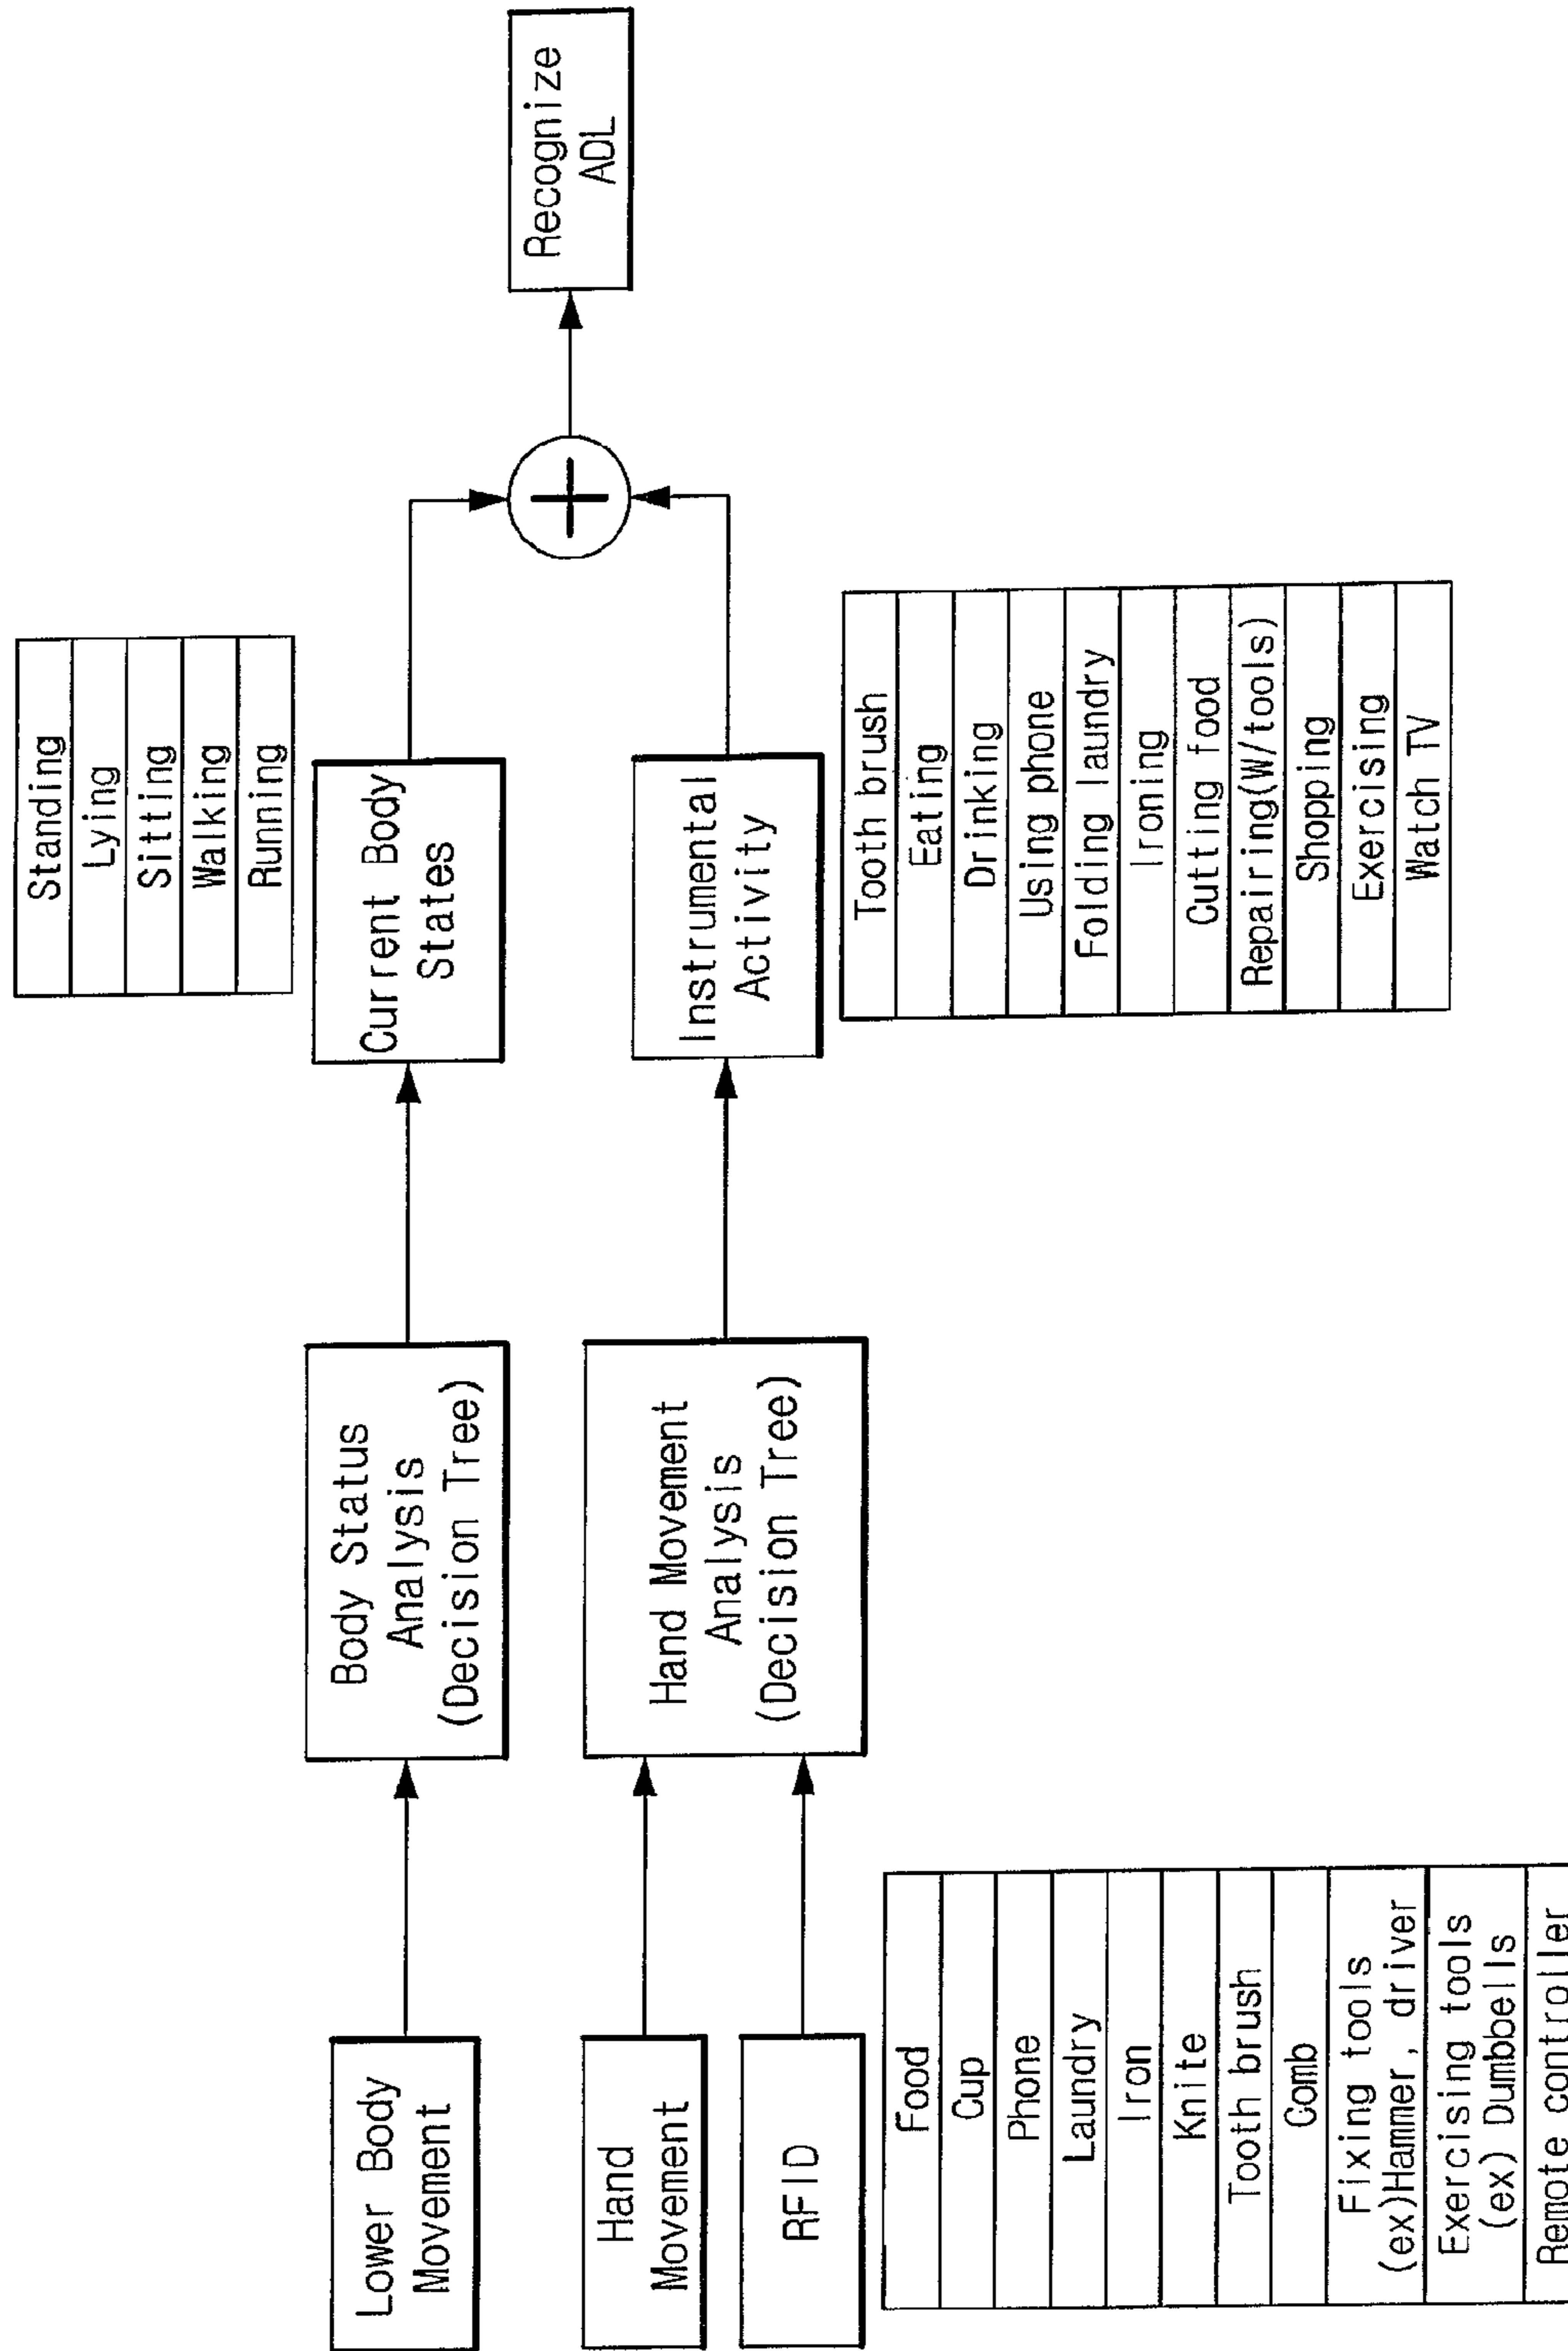 Standing
Lying
Sitting
Walking
Running
Lower Body
Movement
Body Status
Analysis
(Decision Tree)
Current Body
States
Recognize
ADL
Hand
Movement
RFID
Hand Movement
Analysis
(Decision Tree)
Instrumental
Activity
Food
Cup
Phone
Laundry
Iron
Knite
Tooth brush
Comb
Fixing tools
(ex)Hammer, driver
Exercising tools
(ex) Dumbbells
Remote controller
Tooth brush
Eating
Drinking
Using phone
Folding laundry
Ironing
Cutting food
Repairing(W/tools)
Shopping
Exercising
Watch TV